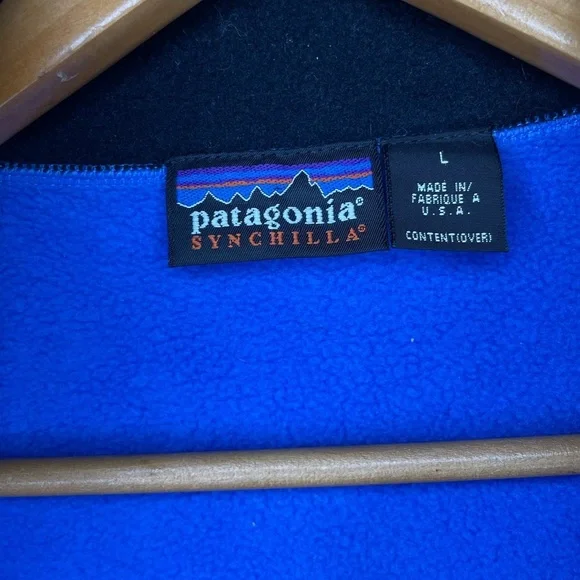 patagonia®
SYNCHILLA®
L
MADE IN/
FABRIQUE A
U.S.A.
CONTENT(OVER)